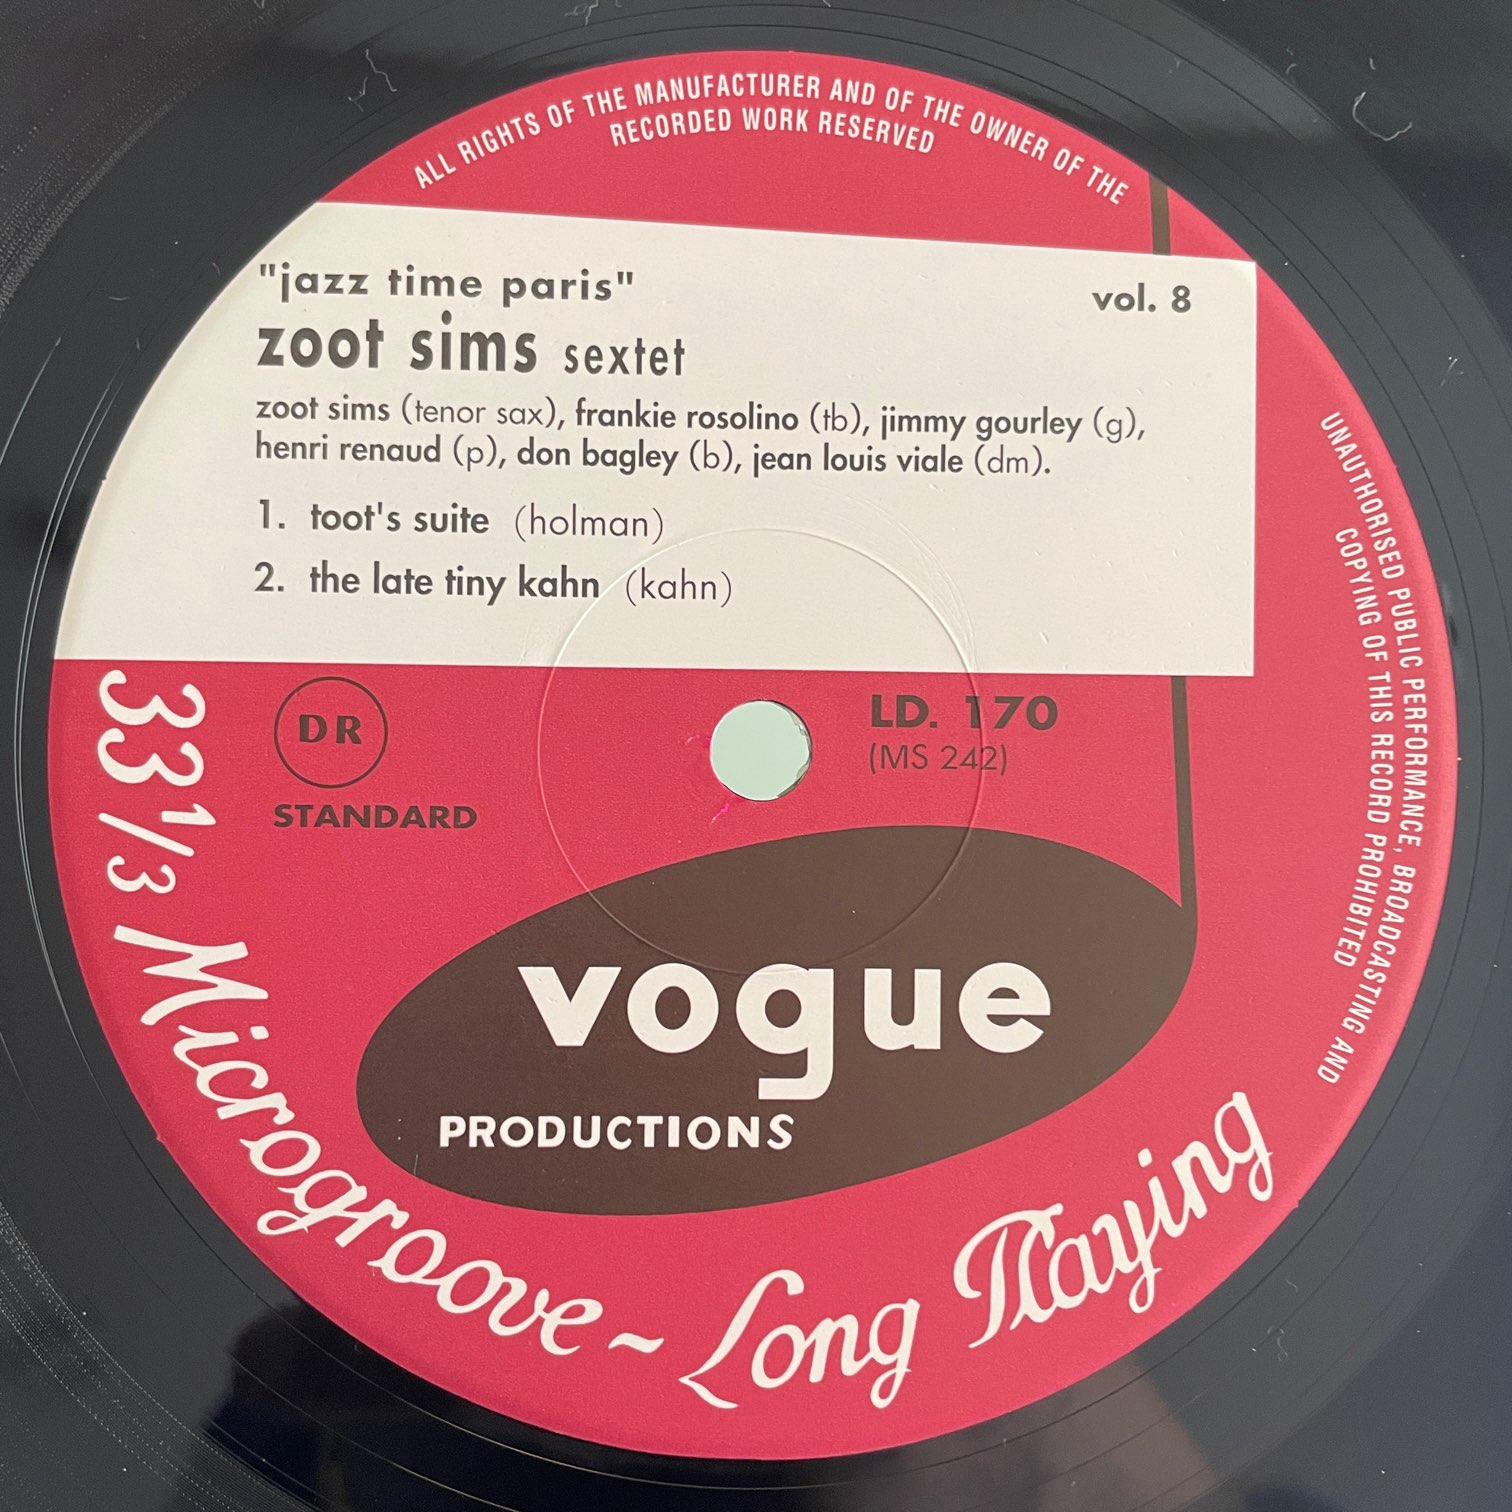 ALL RIGHTS OF THE MANUFACTURER AND OF THE OWNER OF THE
RECORDED WORK RESERVED
"jazz time paris"
vol. 8
zoot sims sextet
zoot sims (tenor sax), frankie rosolino (tb), jimmy gourley (g),
henri renaud (p), don bagley (b), jean louis viale (dm).
1. toot's suite (holman)
2. the late tiny kahn (kahn)
UNAUTHORISED PUBLIC PERFORMANCE, BROADCASTING AND
COPYING OF THIS RECORD PROHIBITED
DR
STANDARD
LD. 170
(MS 242)
vogue
PRODUCTIONS
33 1/3 Microgroove ~ Long Playing